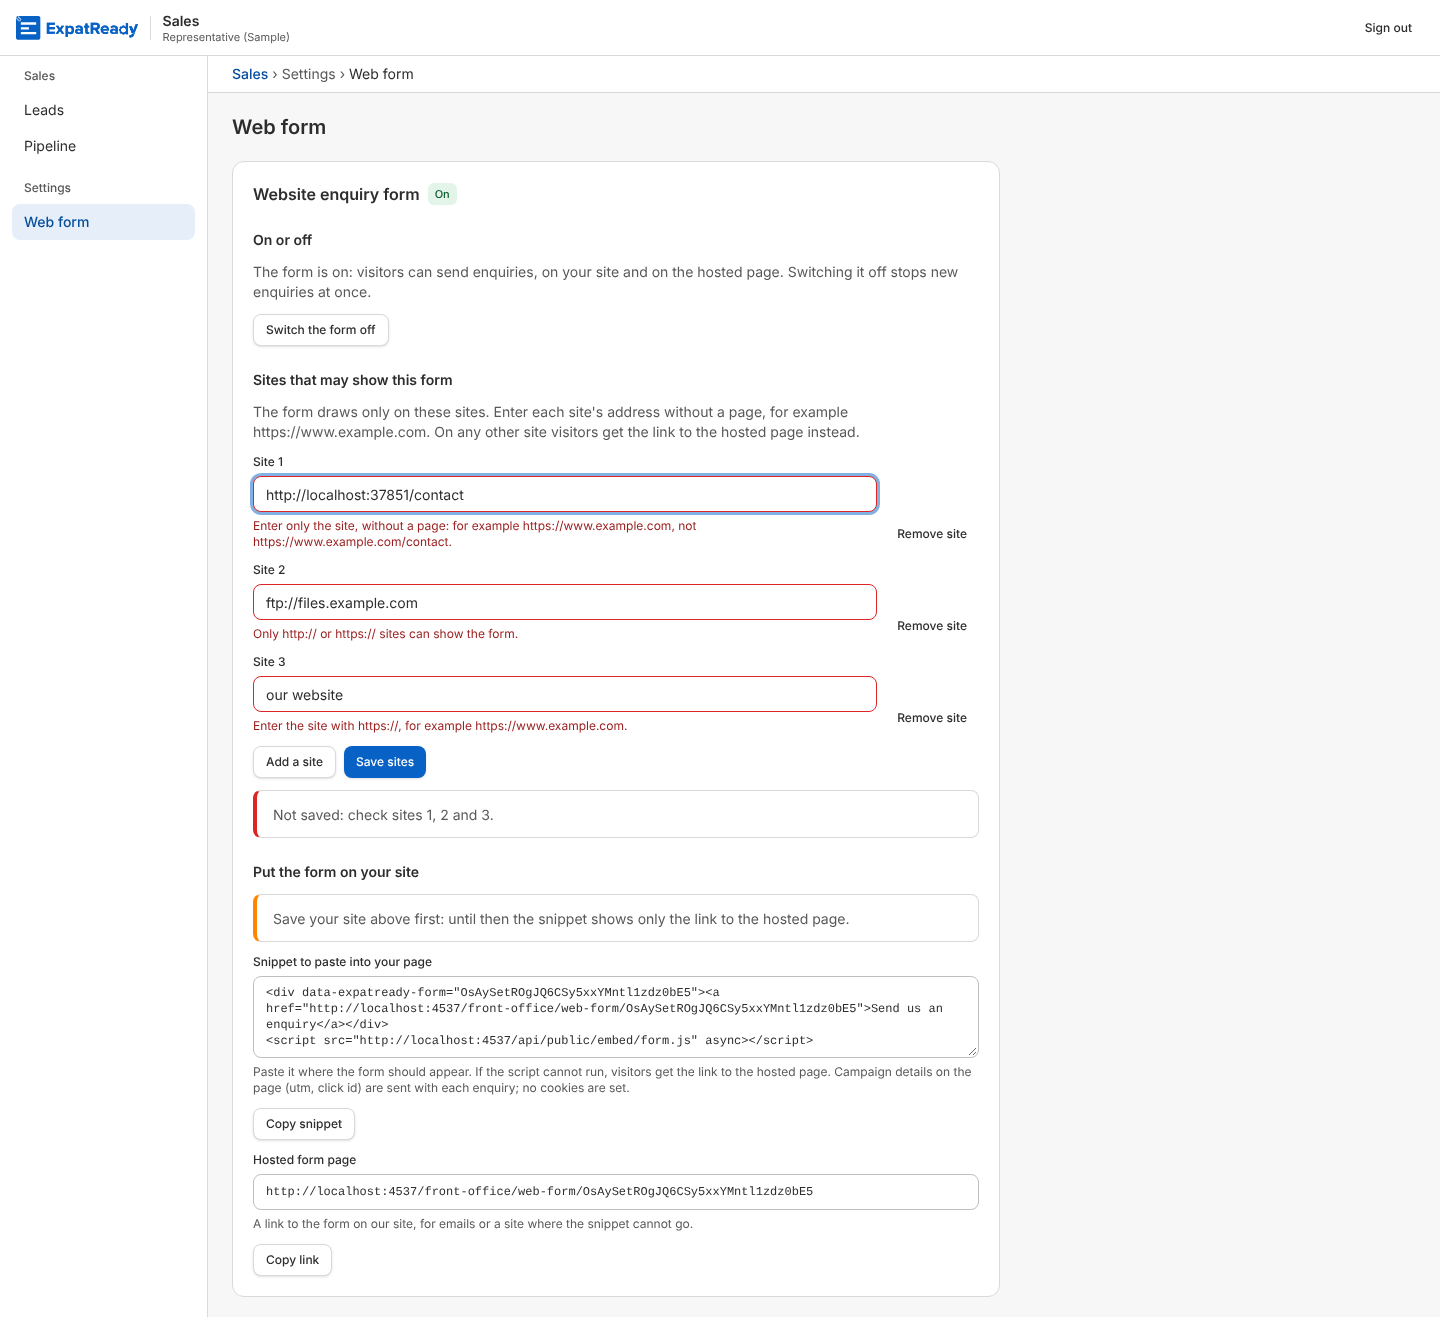 ExpatReady
Sales
Representative (Sample)
Sign out
Sales
Leads
Pipeline
Settings
Web form
Sales › Settings › Web form
Web form
Website enquiry form On
On or off
The form is on: visitors can send enquiries, on your site and on the hosted page. Switching it off stops new
enquiries at once.
Switch the form off
Sites that may show this form
The form draws only on these sites. Enter each site's address without a page, for example
https://www.example.com. On any other site visitors get the link to the hosted page instead.
Site 1
http://localhost:37851/contact
Enter only the site, without a page: for example https://www.example.com, not
https://www.example.com/contact.
Remove site
Site 2
ftp://files.example.com
Only http:// or https:// sites can show the form.
Remove site
Site 3
our website
Enter the site with https://, for example https://www.example.com.
Remove site
Add a site Save sites
Not saved: check sites 1, 2 and 3.
Put the form on your site
Save your site above first: until then the snippet shows only the link to the hosted page.
Snippet to paste into your page
<div data-expatready-form="OsAySetROgJQ6CSy5xxYMntl1zdz0bE5"><a
href="http://localhost:4537/front-office/web-form/OsAySetROgJQ6CSy5xxYMntl1zdz0bE5">Send us an
enquiry</a></div>
<script src="http://localhost:4537/api/public/embed/form.js" async></script>
Paste it where the form should appear. If the script cannot run, visitors get the link to the hosted page. Campaign details on the
page (utm, click id) are sent with each enquiry; no cookies are set.
Copy snippet
Hosted form page
http://localhost:4537/front-office/web-form/OsAySetROgJQ6CSy5xxYMntl1zdz0bE5
A link to the form on our site, for emails or a site where the snippet cannot go.
Copy link